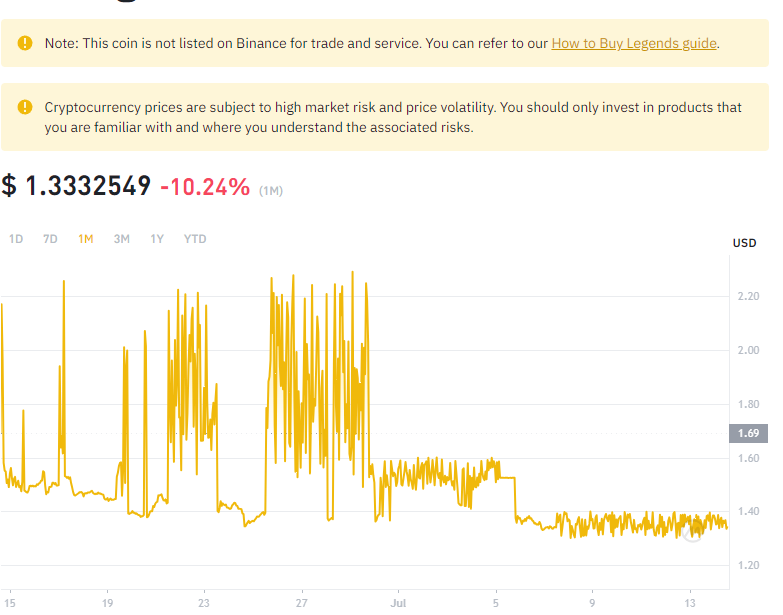 Note: This coin is not listed on Binance for trade and service. You can refer to our How to Buy Legends guide.
Cryptocurrency prices are subject to high market risk and price volatility. You should only invest in products that
you are familiar with and where you understand the associated risks.
$ 1.3332549 -10.24% (1M)
1D 7D 1M 3M 1Y YTD
USD
2.20
2.00
1.80
1.69
1.60
1.40
1.20
15 19 23 27 Jul 5 9 13